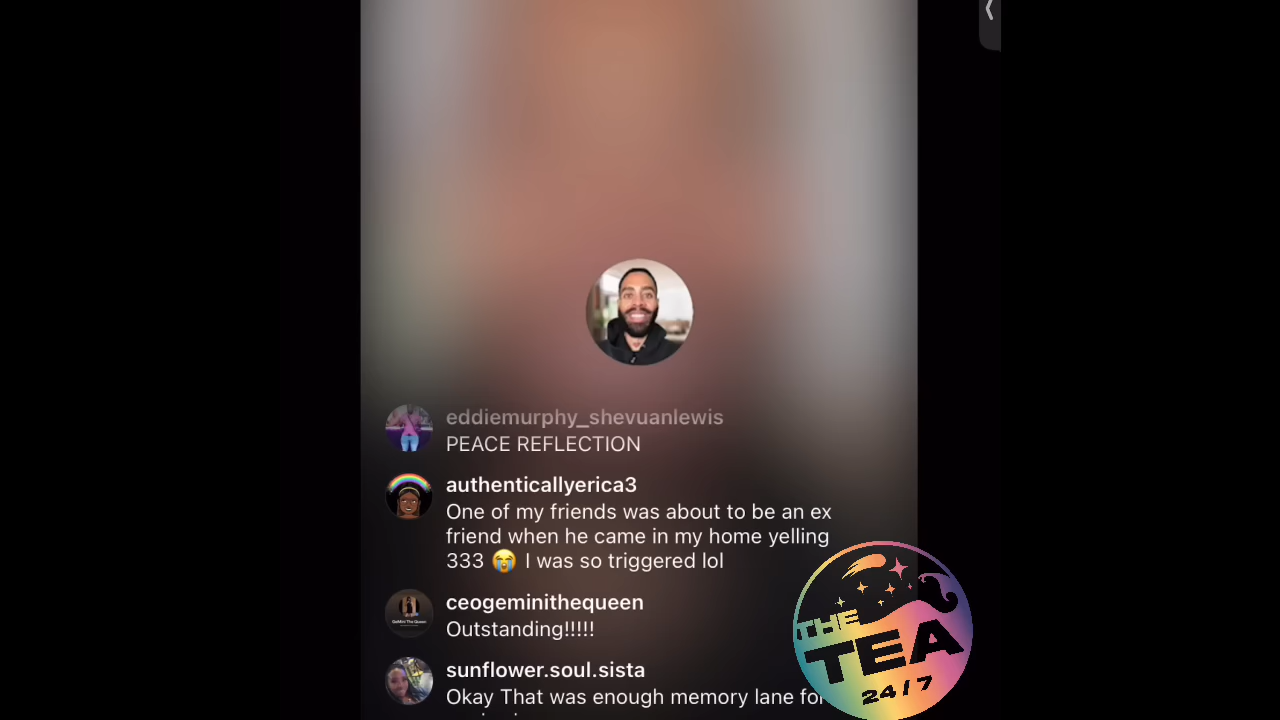 eddiemurphy_shevuanlewis
PEACE REFLECTION
authenticallyerica3
One of my friends was about to be an ex
friend when he came in my home yelling
333 😭 I was so triggered lol
ceogeminithequeen
Outstanding!!!!!
sunflower.soul.sista
Okay That was enough memory lane for
THE
TEA
24/7